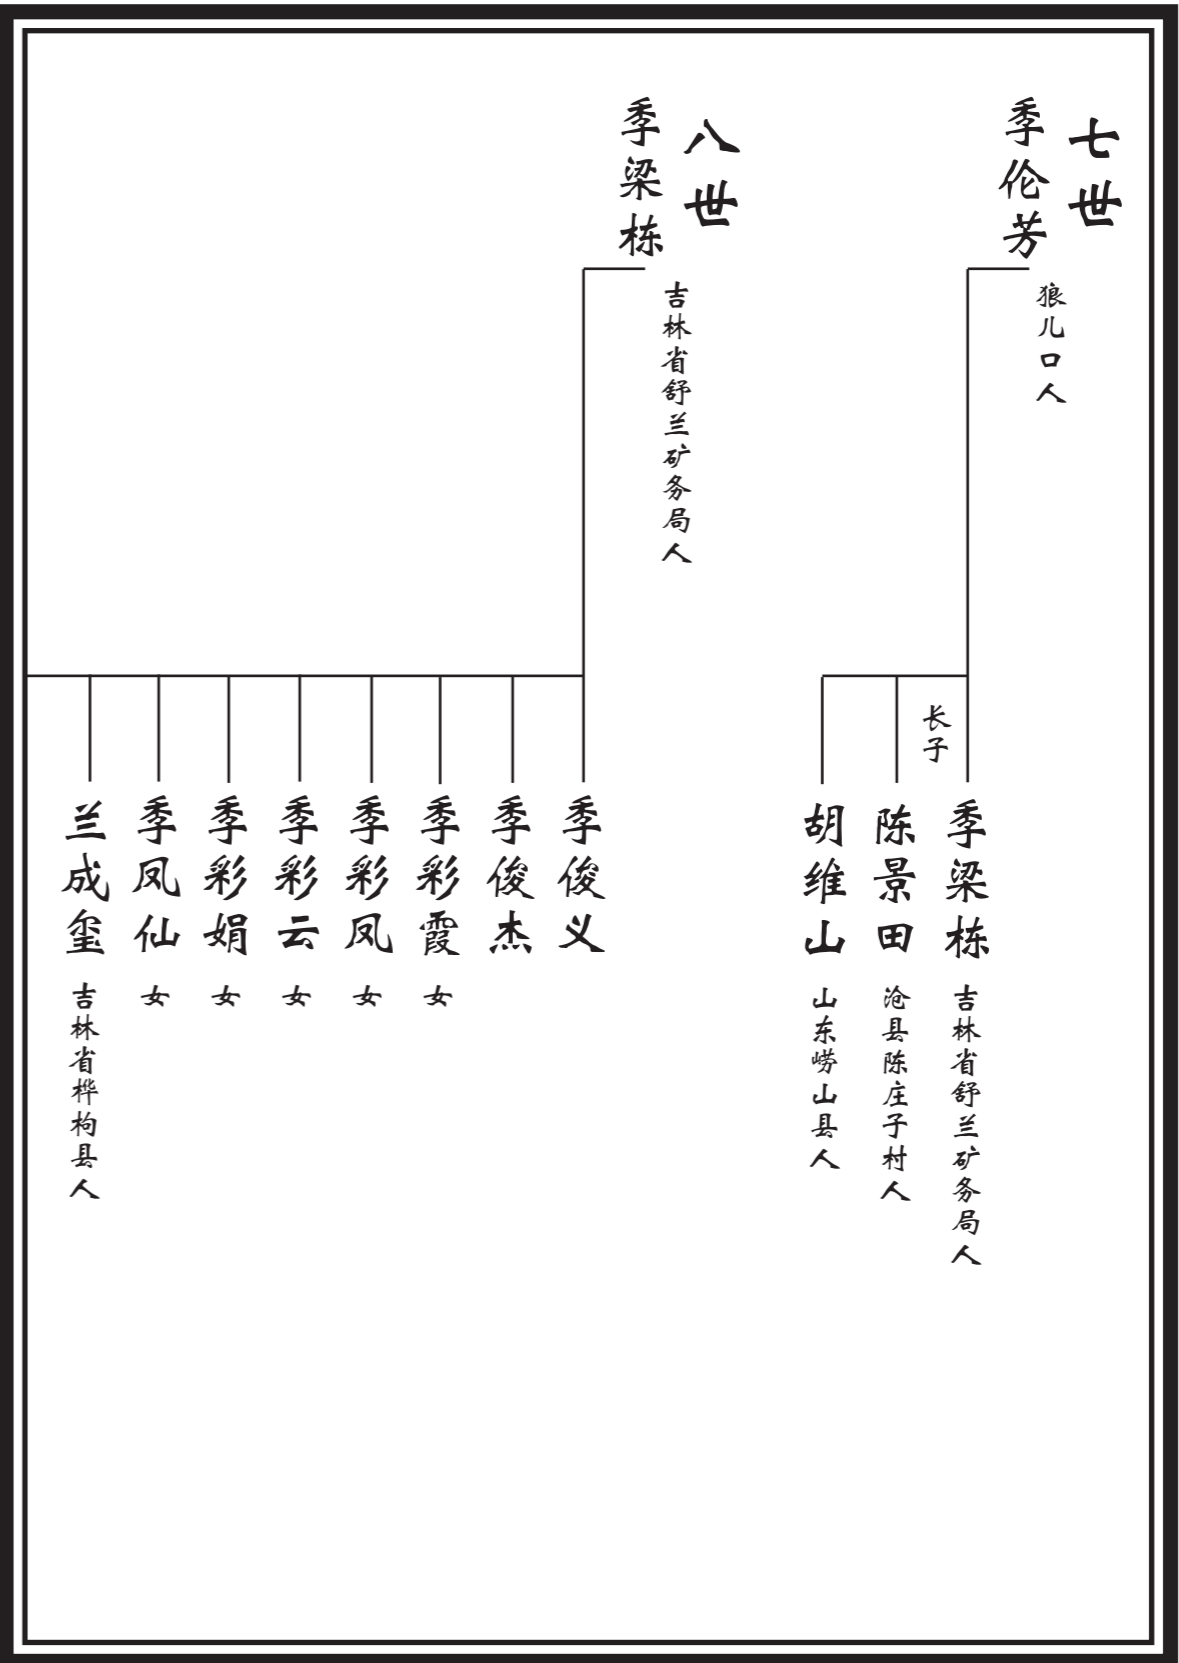 七世
季伦芳
狼儿口人
长子
季梁栋
吉林省舒兰矿务局人
陈景田
沧县陈庄子村人
胡维山
山东崂山县人
八世
季梁栋
吉林省舒兰矿务局人
季俊义
季俊杰
季彩霞
女
季彩凤
女
季彩云
女
季彩娟
女
季凤仙
女
兰成玺
吉林省桦枸县人